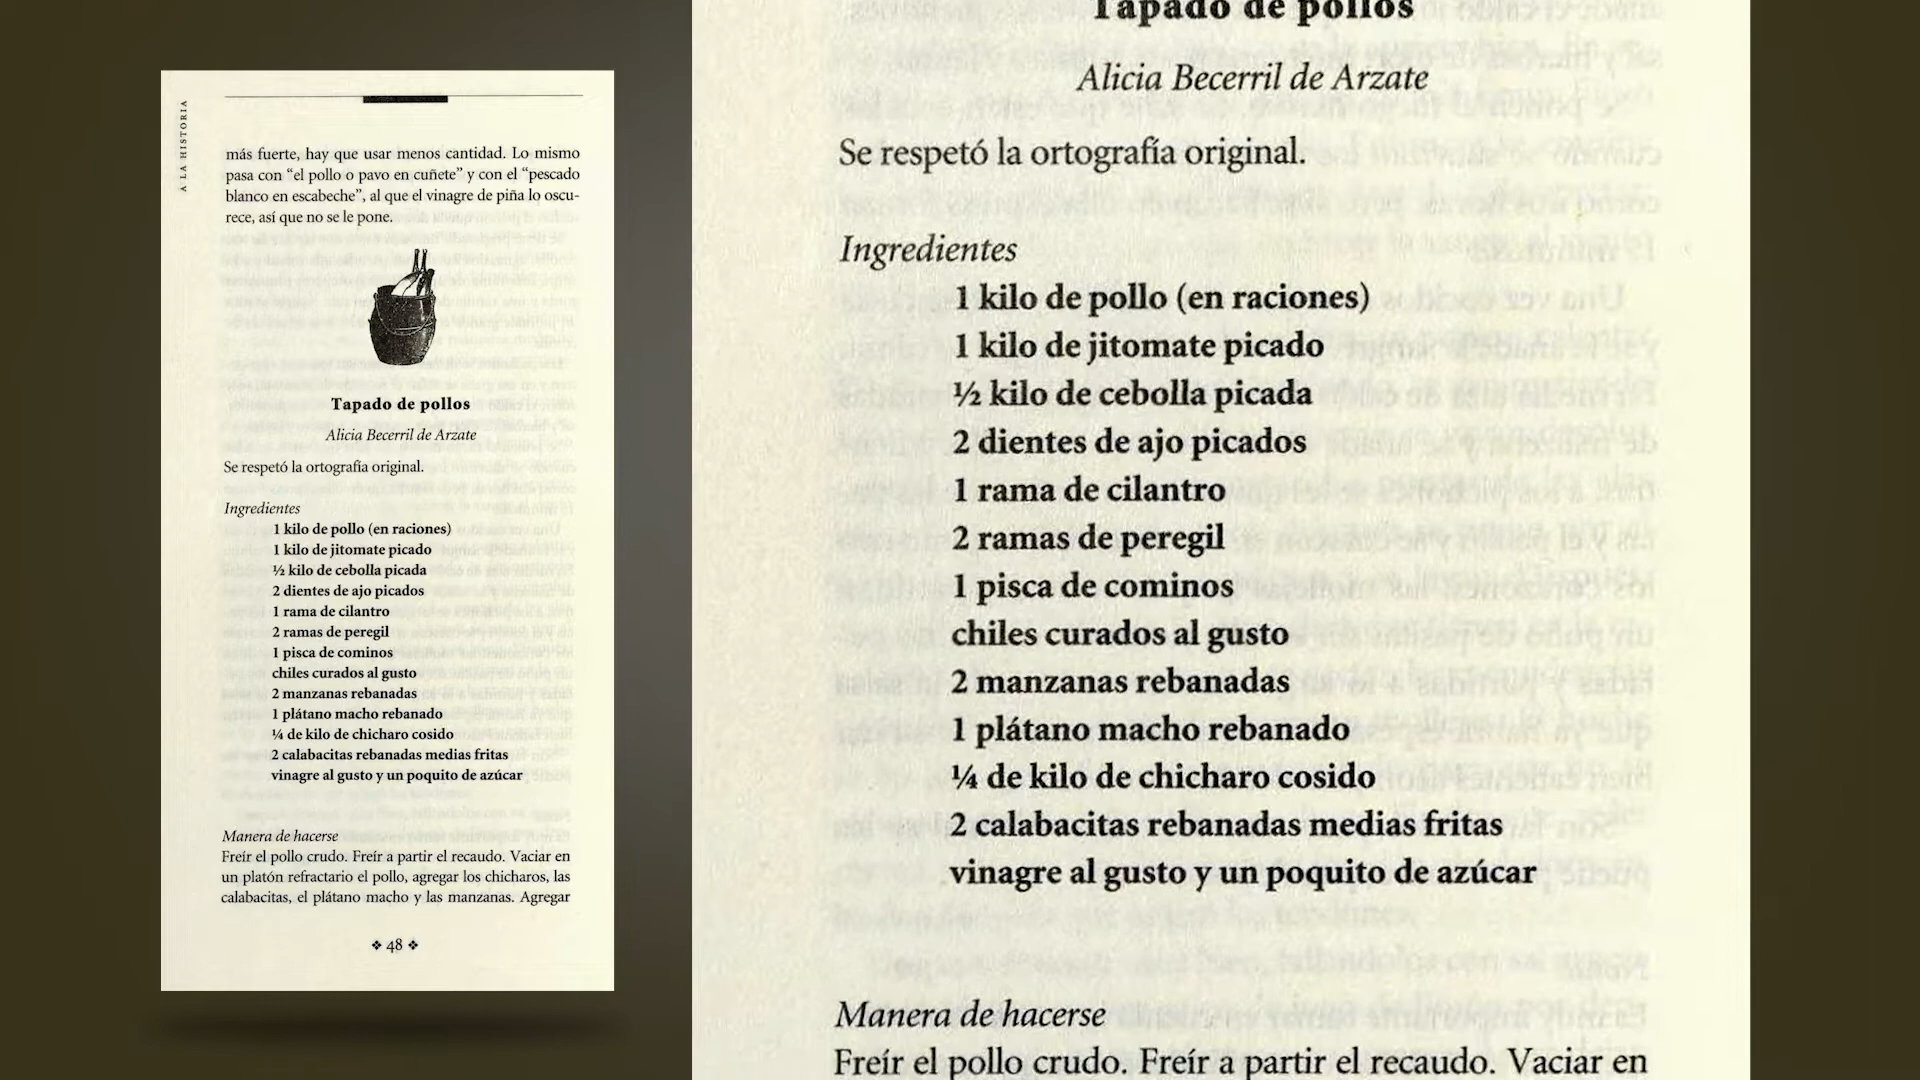 A LA HISTORIA
más fuerte, hay que usar menos cantidad. Lo mismo
pasa con “el pollo o pavo en cuñete” y con el “pescado
blanco en escabeche”, al que el vinagre de piña lo oscu-
rece, así que no se le pone.
Tapado de pollos
Alicia Becerril de Arzate
Se respetó la ortografía original.
Ingredientes
1 kilo de pollo (en raciones)
1 kilo de jitomate picado
½ kilo de cebolla picada
2 dientes de ajo picados
1 rama de cilantro
2 ramas de peregil
1 pisca de cominos
chiles curados al gusto
2 manzanas rebanadas
1 plátano macho rebanado
¼ de kilo de chicharo cosido
2 calabacitas rebanadas medias fritas
vinagre al gusto y un poquito de azúcar
Manera de hacerse
Freír el pollo crudo. Freír a partir el recaudo. Vaciar en
un platón refractario el pollo, agregar los chicharos, las
calabacitas, el plátano macho y las manzanas. Agregar
❖ 48 ❖
Tapado de pollos
Alicia Becerril de Arzate
Se respetó la ortografía original.
Ingredientes
1 kilo de pollo (en raciones)
1 kilo de jitomate picado
½ kilo de cebolla picada
2 dientes de ajo picados
1 rama de cilantro
2 ramas de peregil
1 pisca de cominos
chiles curados al gusto
2 manzanas rebanadas
1 plátano macho rebanado
¼ de kilo de chicharo cosido
2 calabacitas rebanadas medias fritas
vinagre al gusto y un poquito de azúcar
Manera de hacerse
Freír el pollo crudo. Freír a partir el recaudo. Vaciar en